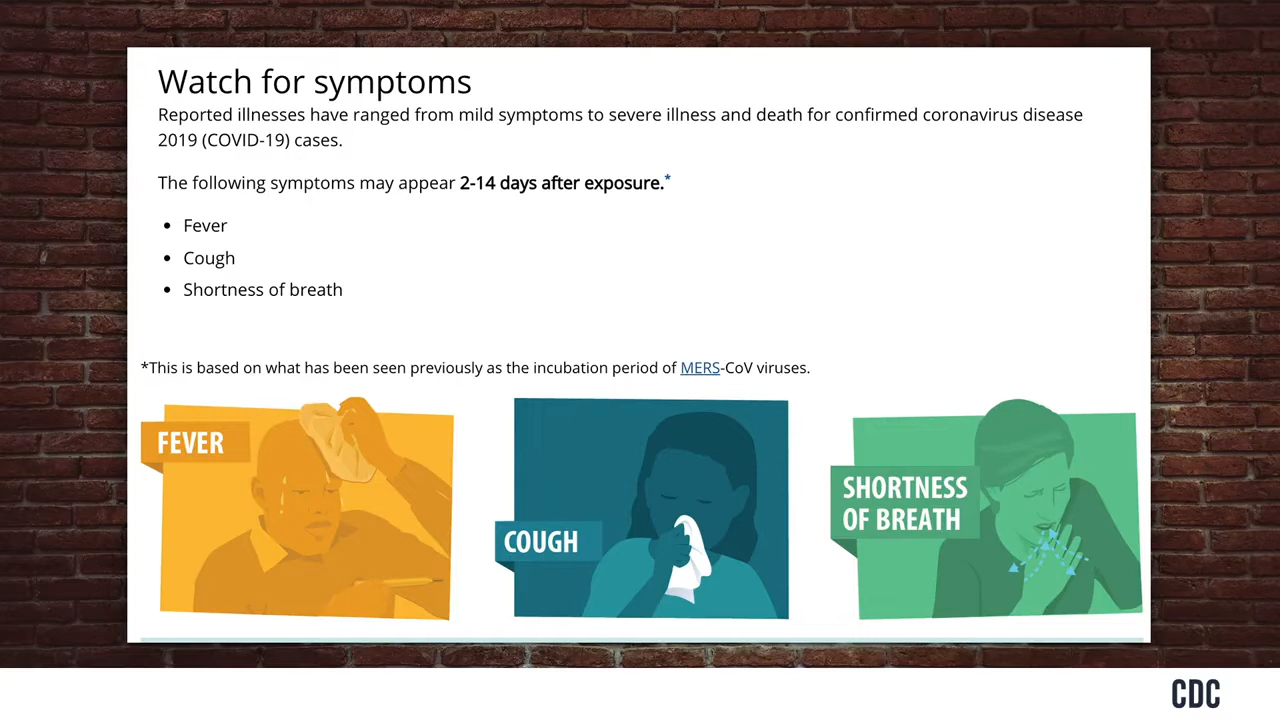 Watch for symptoms
Reported illnesses have ranged from mild symptoms to severe illness and death for confirmed coronavirus disease
2019 (COVID-19) cases.
The following symptoms may appear 2-14 days after exposure.*
• Fever
• Cough
• Shortness of breath
*This is based on what has been seen previously as the incubation period of MERS-CoV viruses.
FEVER
COUGH
SHORTNESS
OF BREATH
CDC